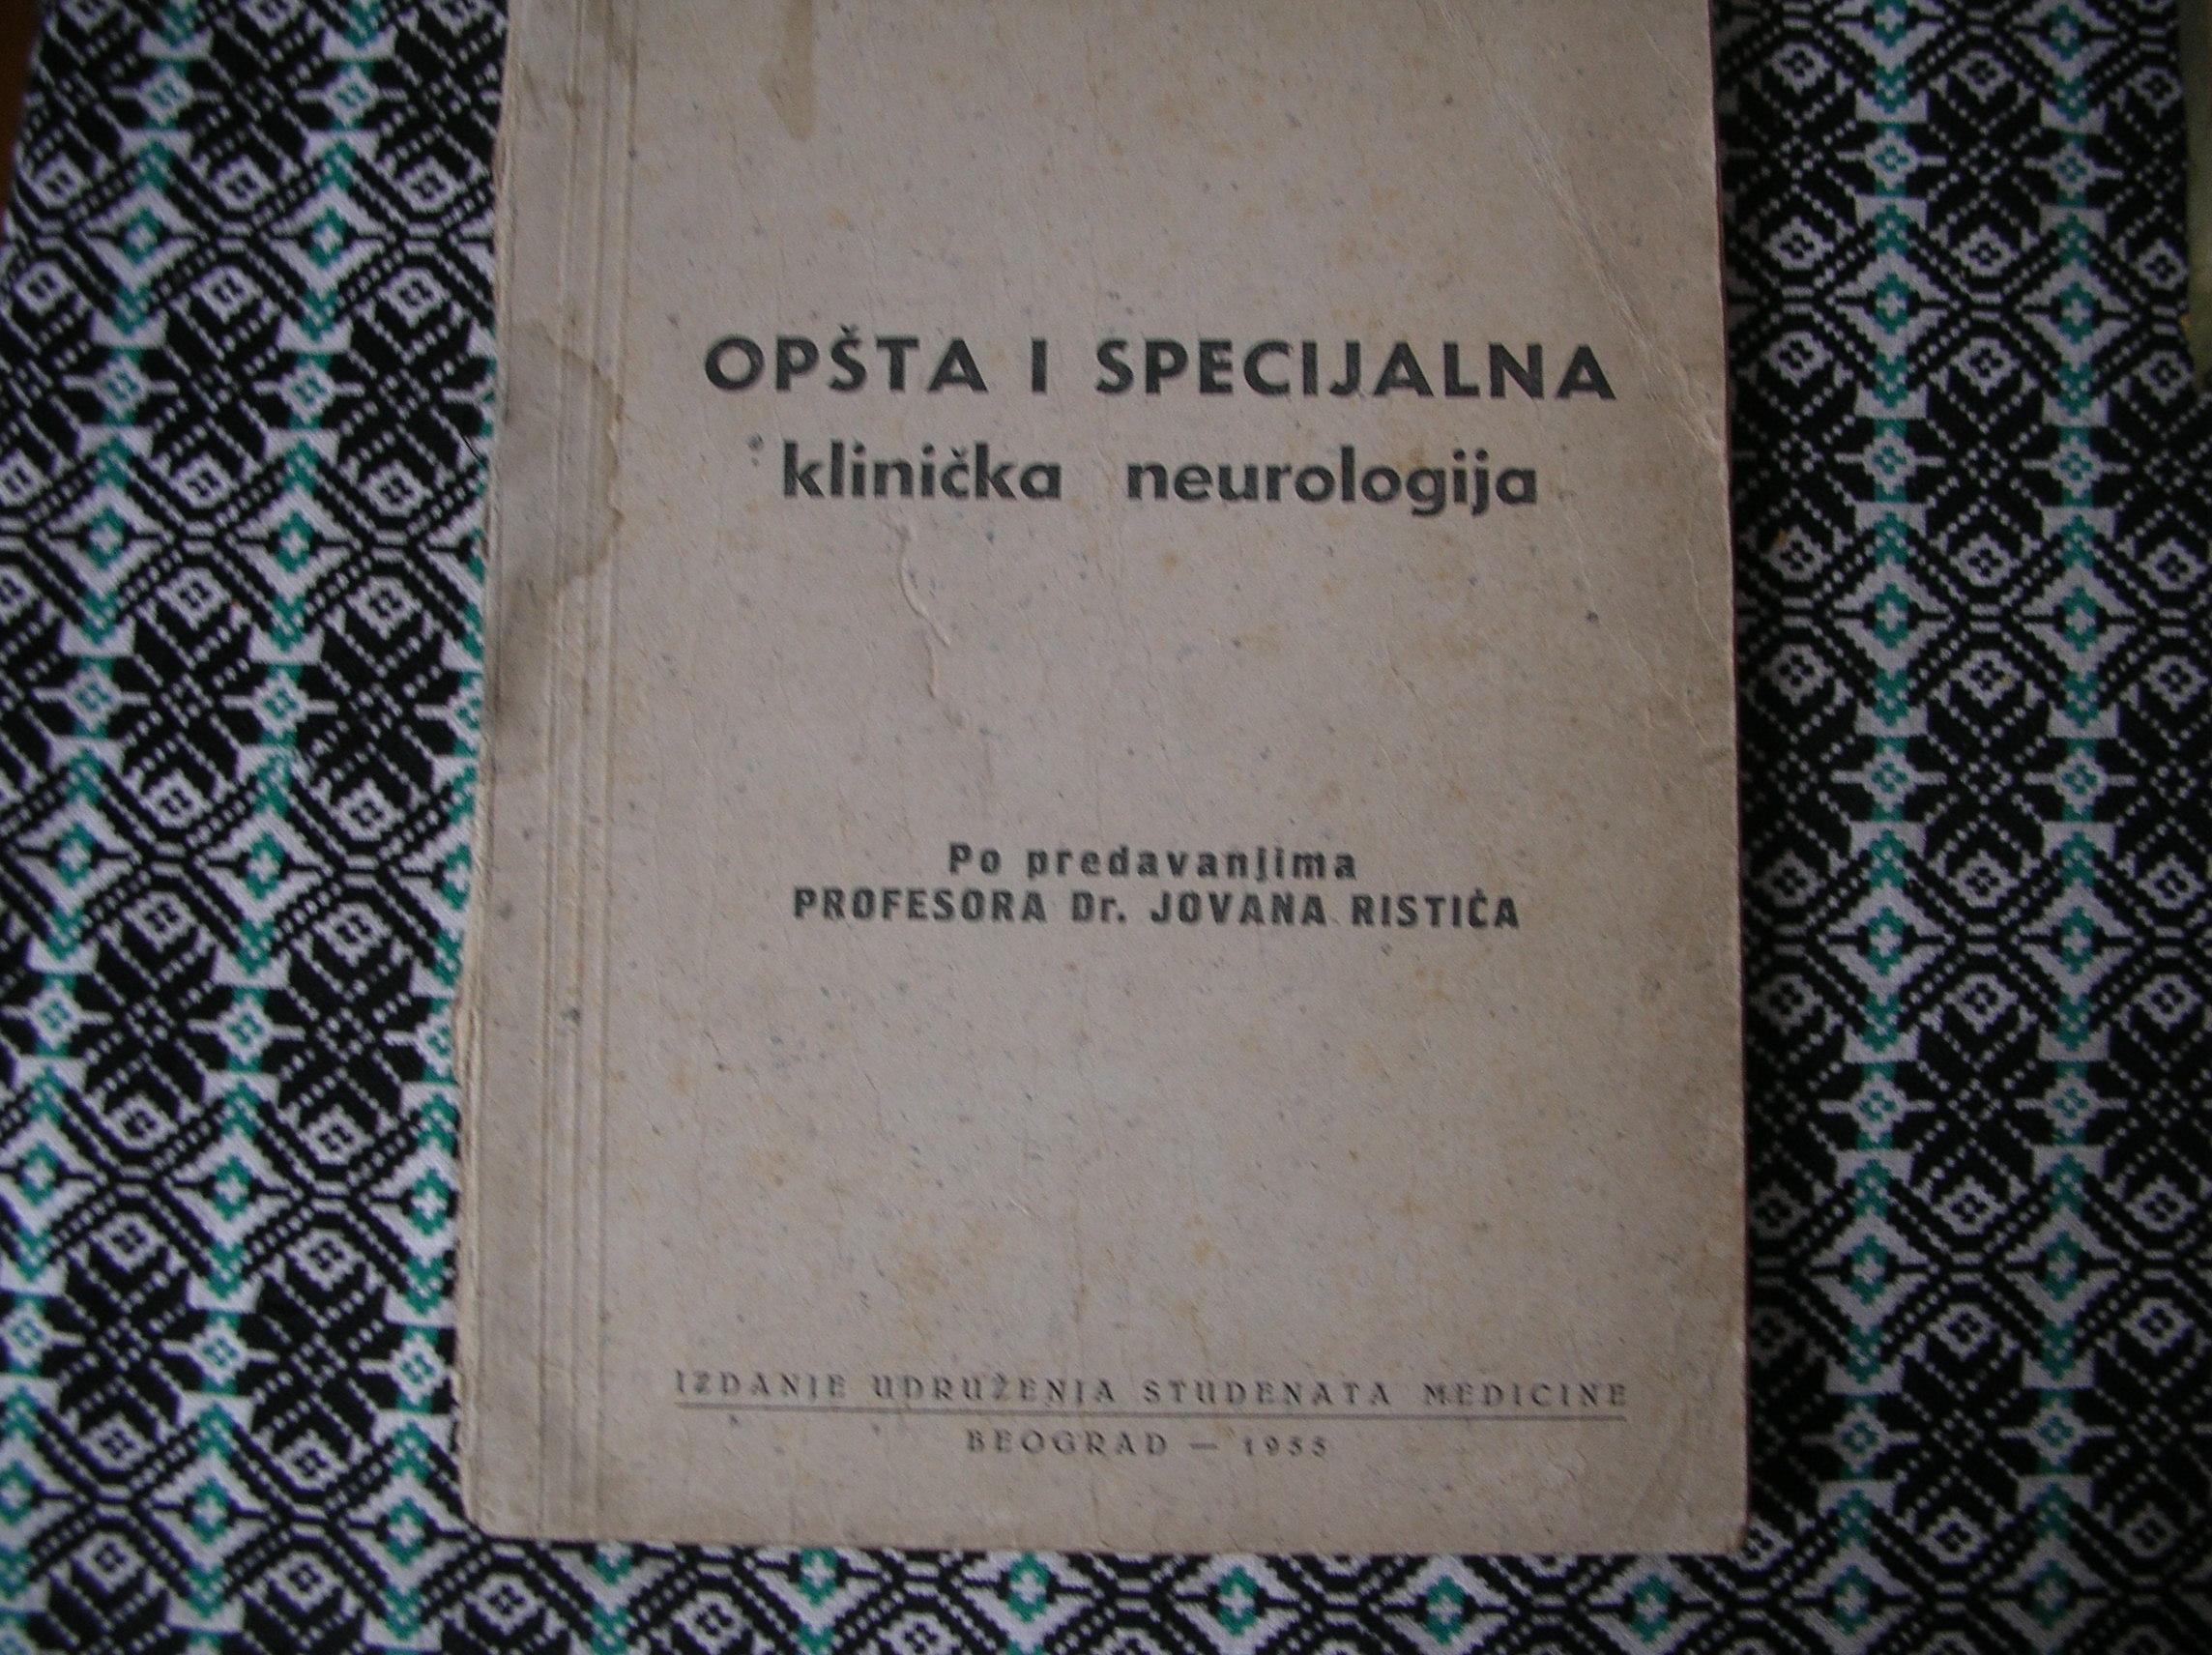 OPŠTA I SPECIJALNA
klinička neurologija
Po predavanjima
PROFESORA Dr. JOVANA RISTIĆA
IZDANJE UDRUŽENJA STUDENATA MEDICINE
BEOGRAD — 1955